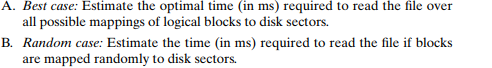 A. Best case: Estimate the optimal time (in ms) required to read the file over
all possible mappings of logical blocks to disk sectors.
B. Random case: Estimate the time (in ms) required to read the file if blocks
are mapped randomly to disk sectors.